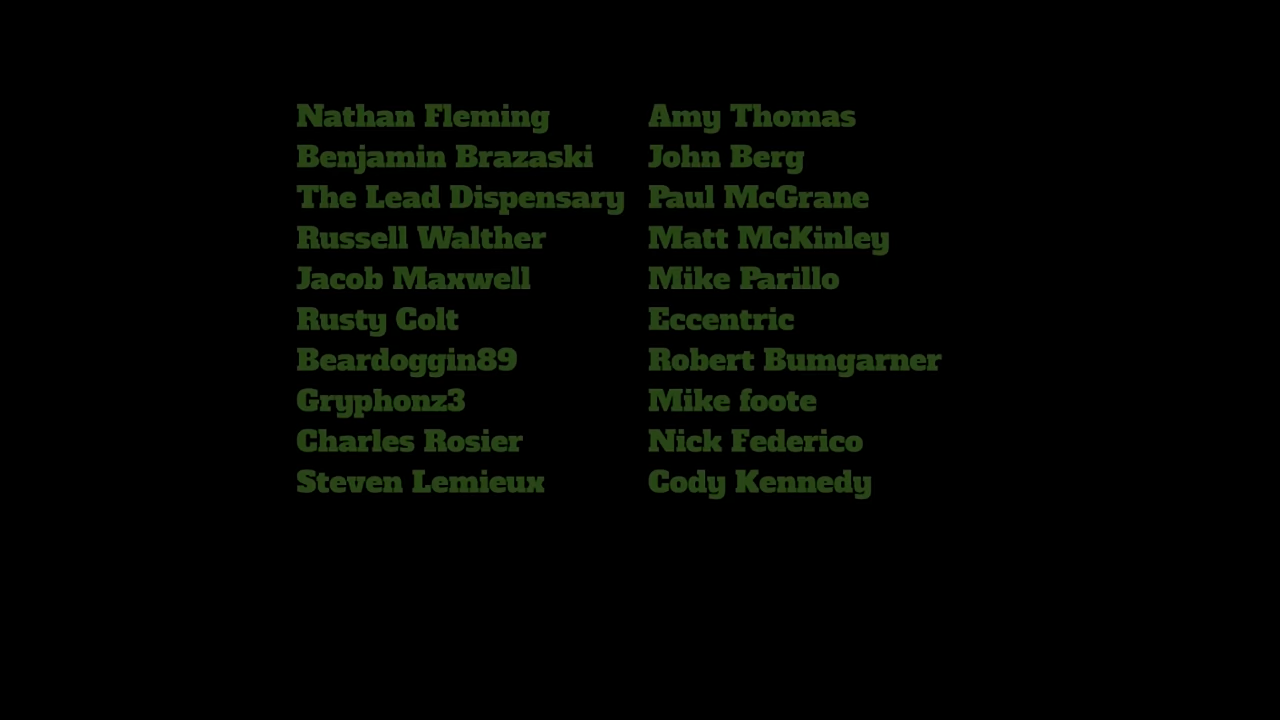 Nathan Fleming
Benjamin Brazaski
The Lead Dispensary
Russell Walther
Jacob Maxwell
Rusty Colt
Beardoggin89
Gryphonz3
Charles Rosier
Steven Lemieux
Amy Thomas
John Berg
Paul McGrane
Matt McKinley
Mike Parillo
Eccentric
Robert Bumgarner
Mike foote
Nick Federico
Cody Kennedy